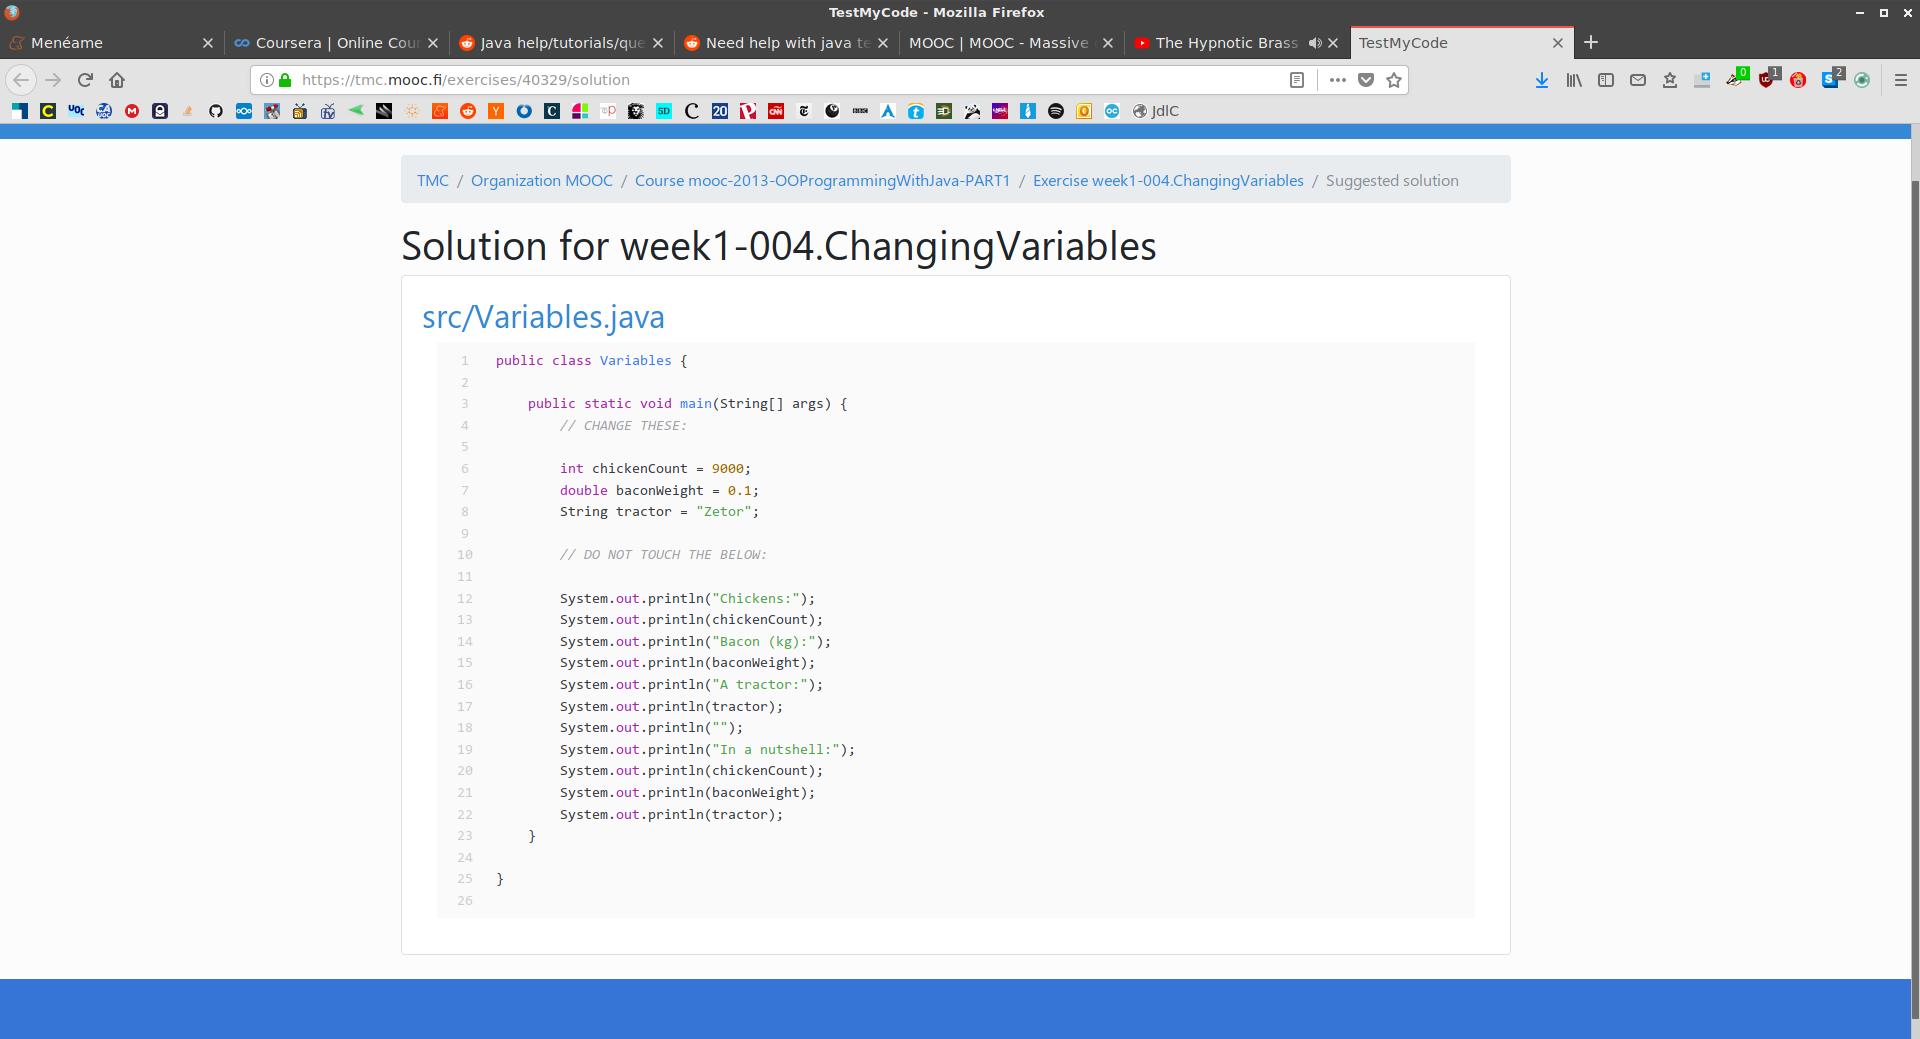 TestMyCode - Mozilla Firefox
Menéame
Coursera | Online Cou
Java help/tutorials/que
Need help with java te
MOOC | MOOC - Massive
The Hypnotic Brass
TestMyCode
https://tmc.mooc.fi/exercises/40329/solution
0
1
2
JdlC
TMC / Organization MOOC / Course mooc-2013-OOProgrammingWithJava-PART1 / Exercise week1-004.ChangingVariables / Suggested solution
Solution for week1-004.ChangingVariables
src/Variables.java
1 public class Variables {
2
3 public static void main(String[] args) {
4 // CHANGE THESE:
5
6 int chickenCount = 9000;
7 double baconWeight = 0.1;
8 String tractor = "Zetor";
9
10 // DO NOT TOUCH THE BELOW:
11
12 System.out.println("Chickens:");
13 System.out.println(chickenCount);
14 System.out.println("Bacon (kg):");
15 System.out.println(baconWeight);
16 System.out.println("A tractor:");
17 System.out.println(tractor);
18 System.out.println("");
19 System.out.println("In a nutshell:");
20 System.out.println(chickenCount);
21 System.out.println(baconWeight);
22 System.out.println(tractor);
23 }
24
25 }
26